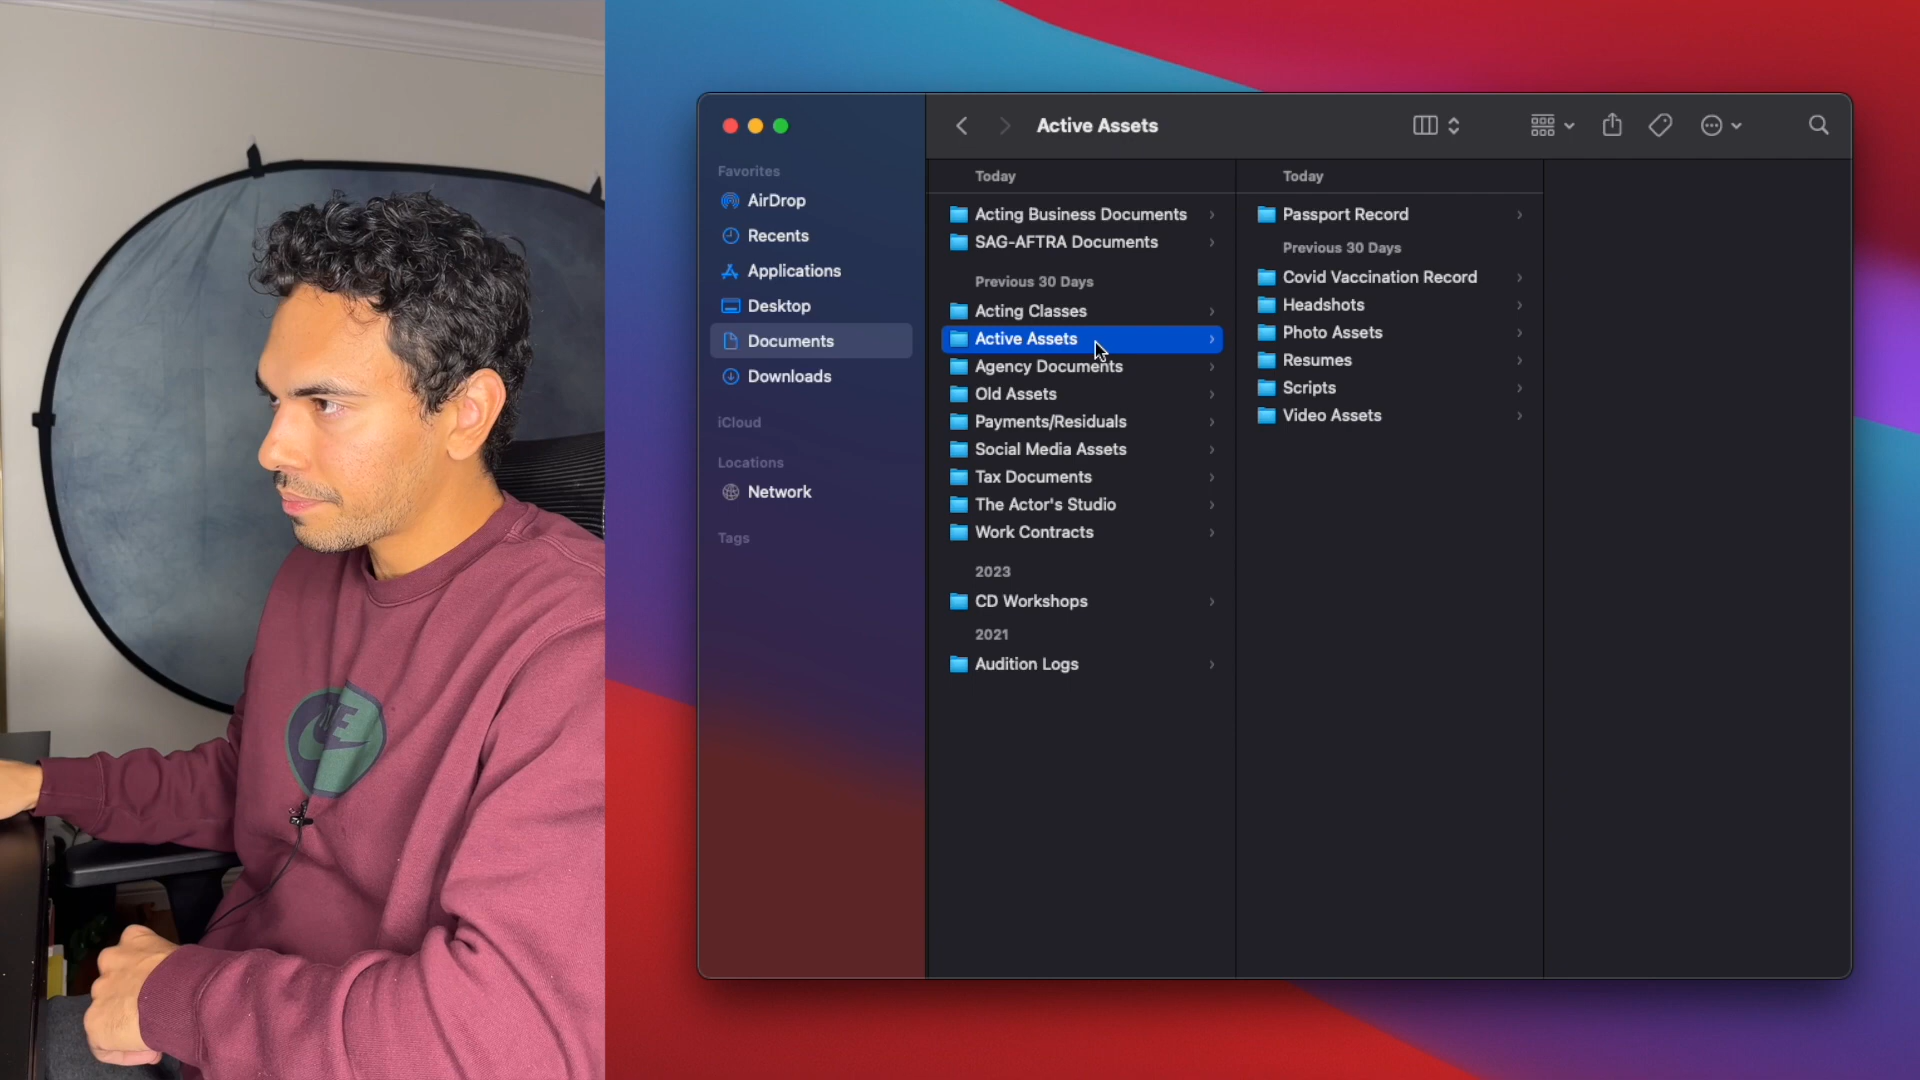 Active Assets
Favorites
AirDrop
Recents
Applications
Desktop
Documents
Downloads
iCloud
Locations
Network
Tags
Today
Acting Business Documents
SAG-AFTRA Documents
Previous 30 Days
Acting Classes
Active Assets
Agency Documents
Old Assets
Payments/Residuals
Social Media Assets
Tax Documents
The Actor's Studio
Work Contracts
2023
CD Workshops
2021
Audition Logs
Today
Passport Record
Previous 30 Days
Covid Vaccination Record
Headshots
Photo Assets
Resumes
Scripts
Video Assets